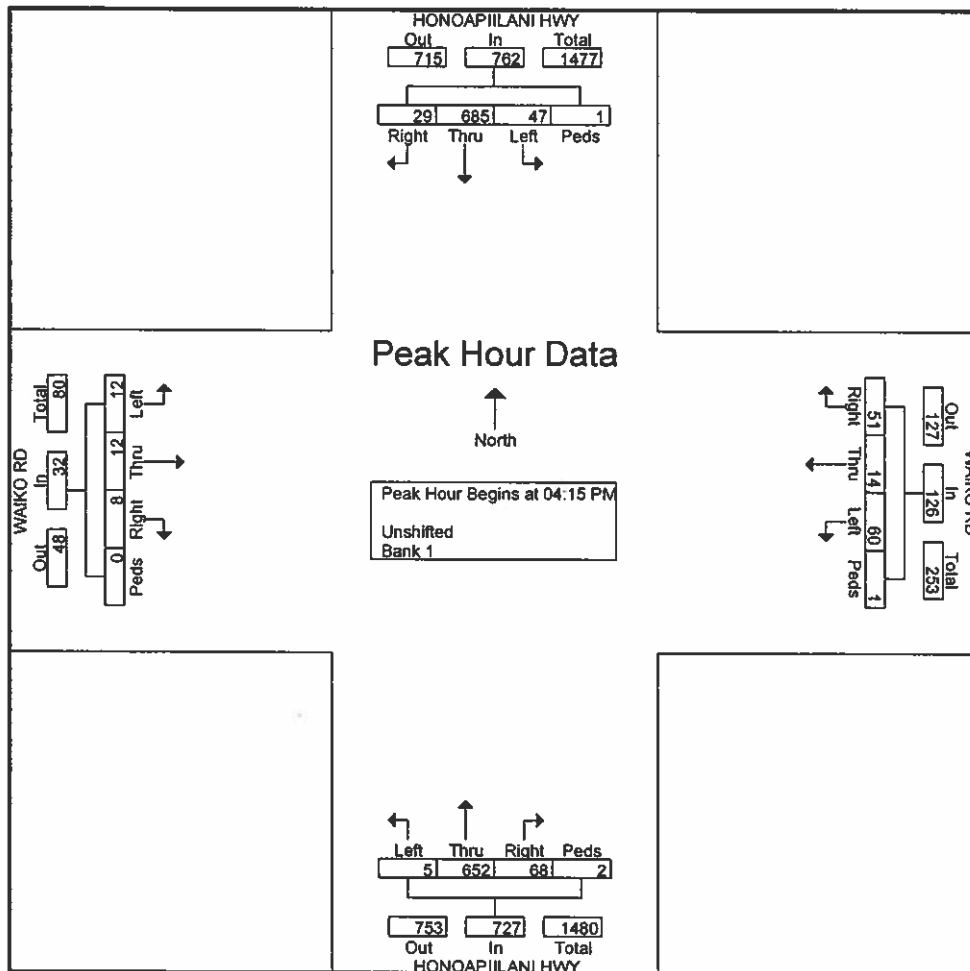 HONOAPIILANI HWY
Out In Total
715 762 1477
29 685 47 1
Right Thru Left Peds
Peak Hour Data
North
Peak Hour Begins at 04:15 PM
Unshifted
Bank 1
WAIKO RD
Total In Out
80 32 48
12 12 8 0
Left Thru Right Peds
Right Thru Left Peds
51 14 60 1
Out In Total
127 126 253
WAIKO RD
Left Thru Right Peds
5 652 68 2
753 727 1480
Out In Total
HONOAPIILANI HWY